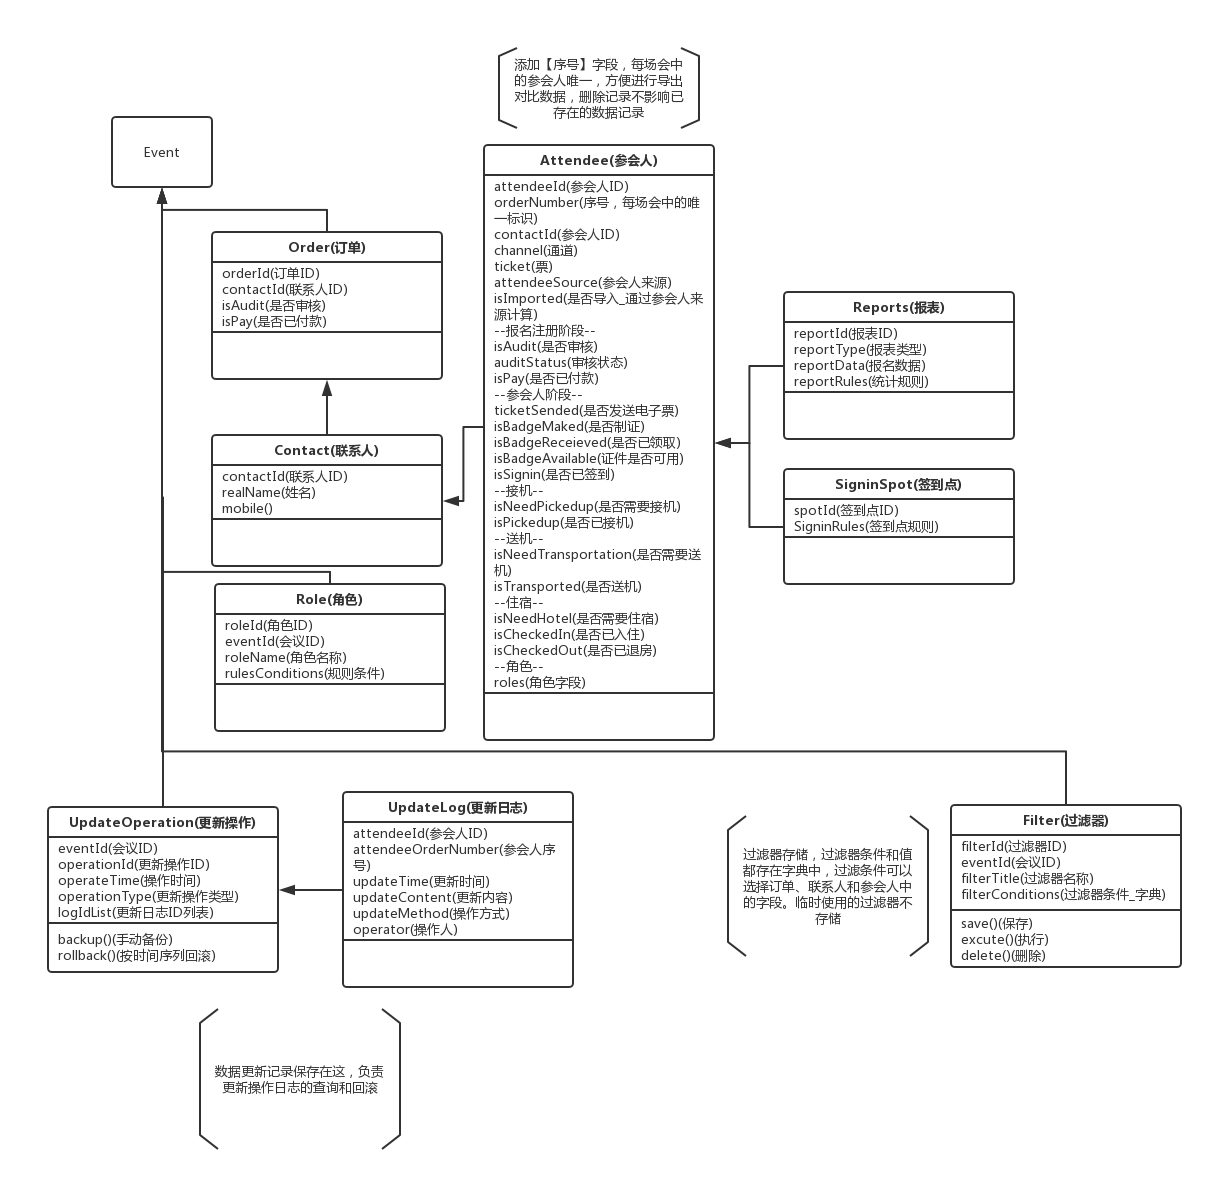 添加【序号】字段，每场会中
的参会人唯一，方便进行导出
对比数据，删除记录不影响已
存在的数据记录
Event
Attendee(参会人)
attendeeId(参会人ID)
orderNumber(序号，每场会中的唯
一标识)
contactId(参会人ID)
channel(通道)
ticket(票)
attendeeSource(参会人来源)
isImported(是否导入_通过参会人来
源计算)
--报名注册阶段--
isAudit(是否审核)
auditStatus(审核状态)
isPay(是否已付款)
--参会人阶段--
ticketSended(是否发送电子票)
isBadgeMaked(是否制证)
isBadgeReceieved(是否已领取)
isBadgeAvailable(证件是否可用)
isSignin(是否已签到)
--接机--
isNeedPickedup(是否需要接机)
isPickedup(是否已接机)
--送机--
isNeedTransportation(是否需要送
机)
isTransported(是否送机)
--住宿--
isNeedHotel(是否需要住宿)
isCheckedIn(是否已入住)
isCheckedOut(是否已退房)
--角色--
roles(角色字段)
Order(订单)
orderId(订单ID)
contactId(联系人ID)
isAudit(是否审核)
isPay(是否已付款)
Contact(联系人)
contactId(联系人ID)
realName(姓名)
mobile()
Role(角色)
roleId(角色ID)
eventId(会议ID)
roleName(角色名称)
rulesConditions(规则条件)
Reports(报表)
reportId(报表ID)
reportType(报表类型)
reportData(报名数据)
reportRules(统计规则)
SigninSpot(签到点)
spotId(签到点ID)
SigninRules(签到点规则)
UpdateOperation(更新操作)
eventId(会议ID)
operationId(更新操作ID)
operateTime(操作时间)
operationType(更新操作类型)
logIdList(更新日志ID列表)
backup()(手动备份)
rollback()(按时间序列回滚)
UpdateLog(更新日志)
attendeeId(参会人ID)
attendeeOrderNumber(参会人序
号)
updateTime(更新时间)
updateContent(更新内容)
updateMethod(操作方式)
operator(操作人)
过滤器存储，过滤器条件和值
都存在字典中，过滤条件可以
选择订单、联系人和参会人中
的字段。临时使用的过滤器不
存储
Filter(过滤器)
filterId(过滤器ID)
eventId(会议ID)
filterTitle(过滤器名称)
filterConditions(过滤器条件_字典)
save()(保存)
excute()(执行)
delete()(删除)
数据更新记录保存在这，负责
更新操作日志的查询和回滚